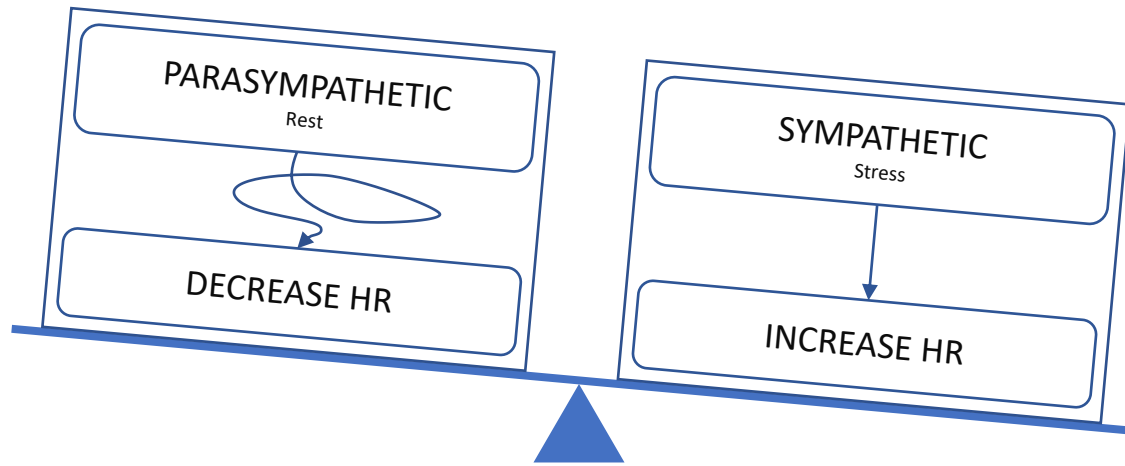 PARASYMPATHETIC
Rest
DECREASE HR
SYMPATHETIC
Stress
INCREASE HR